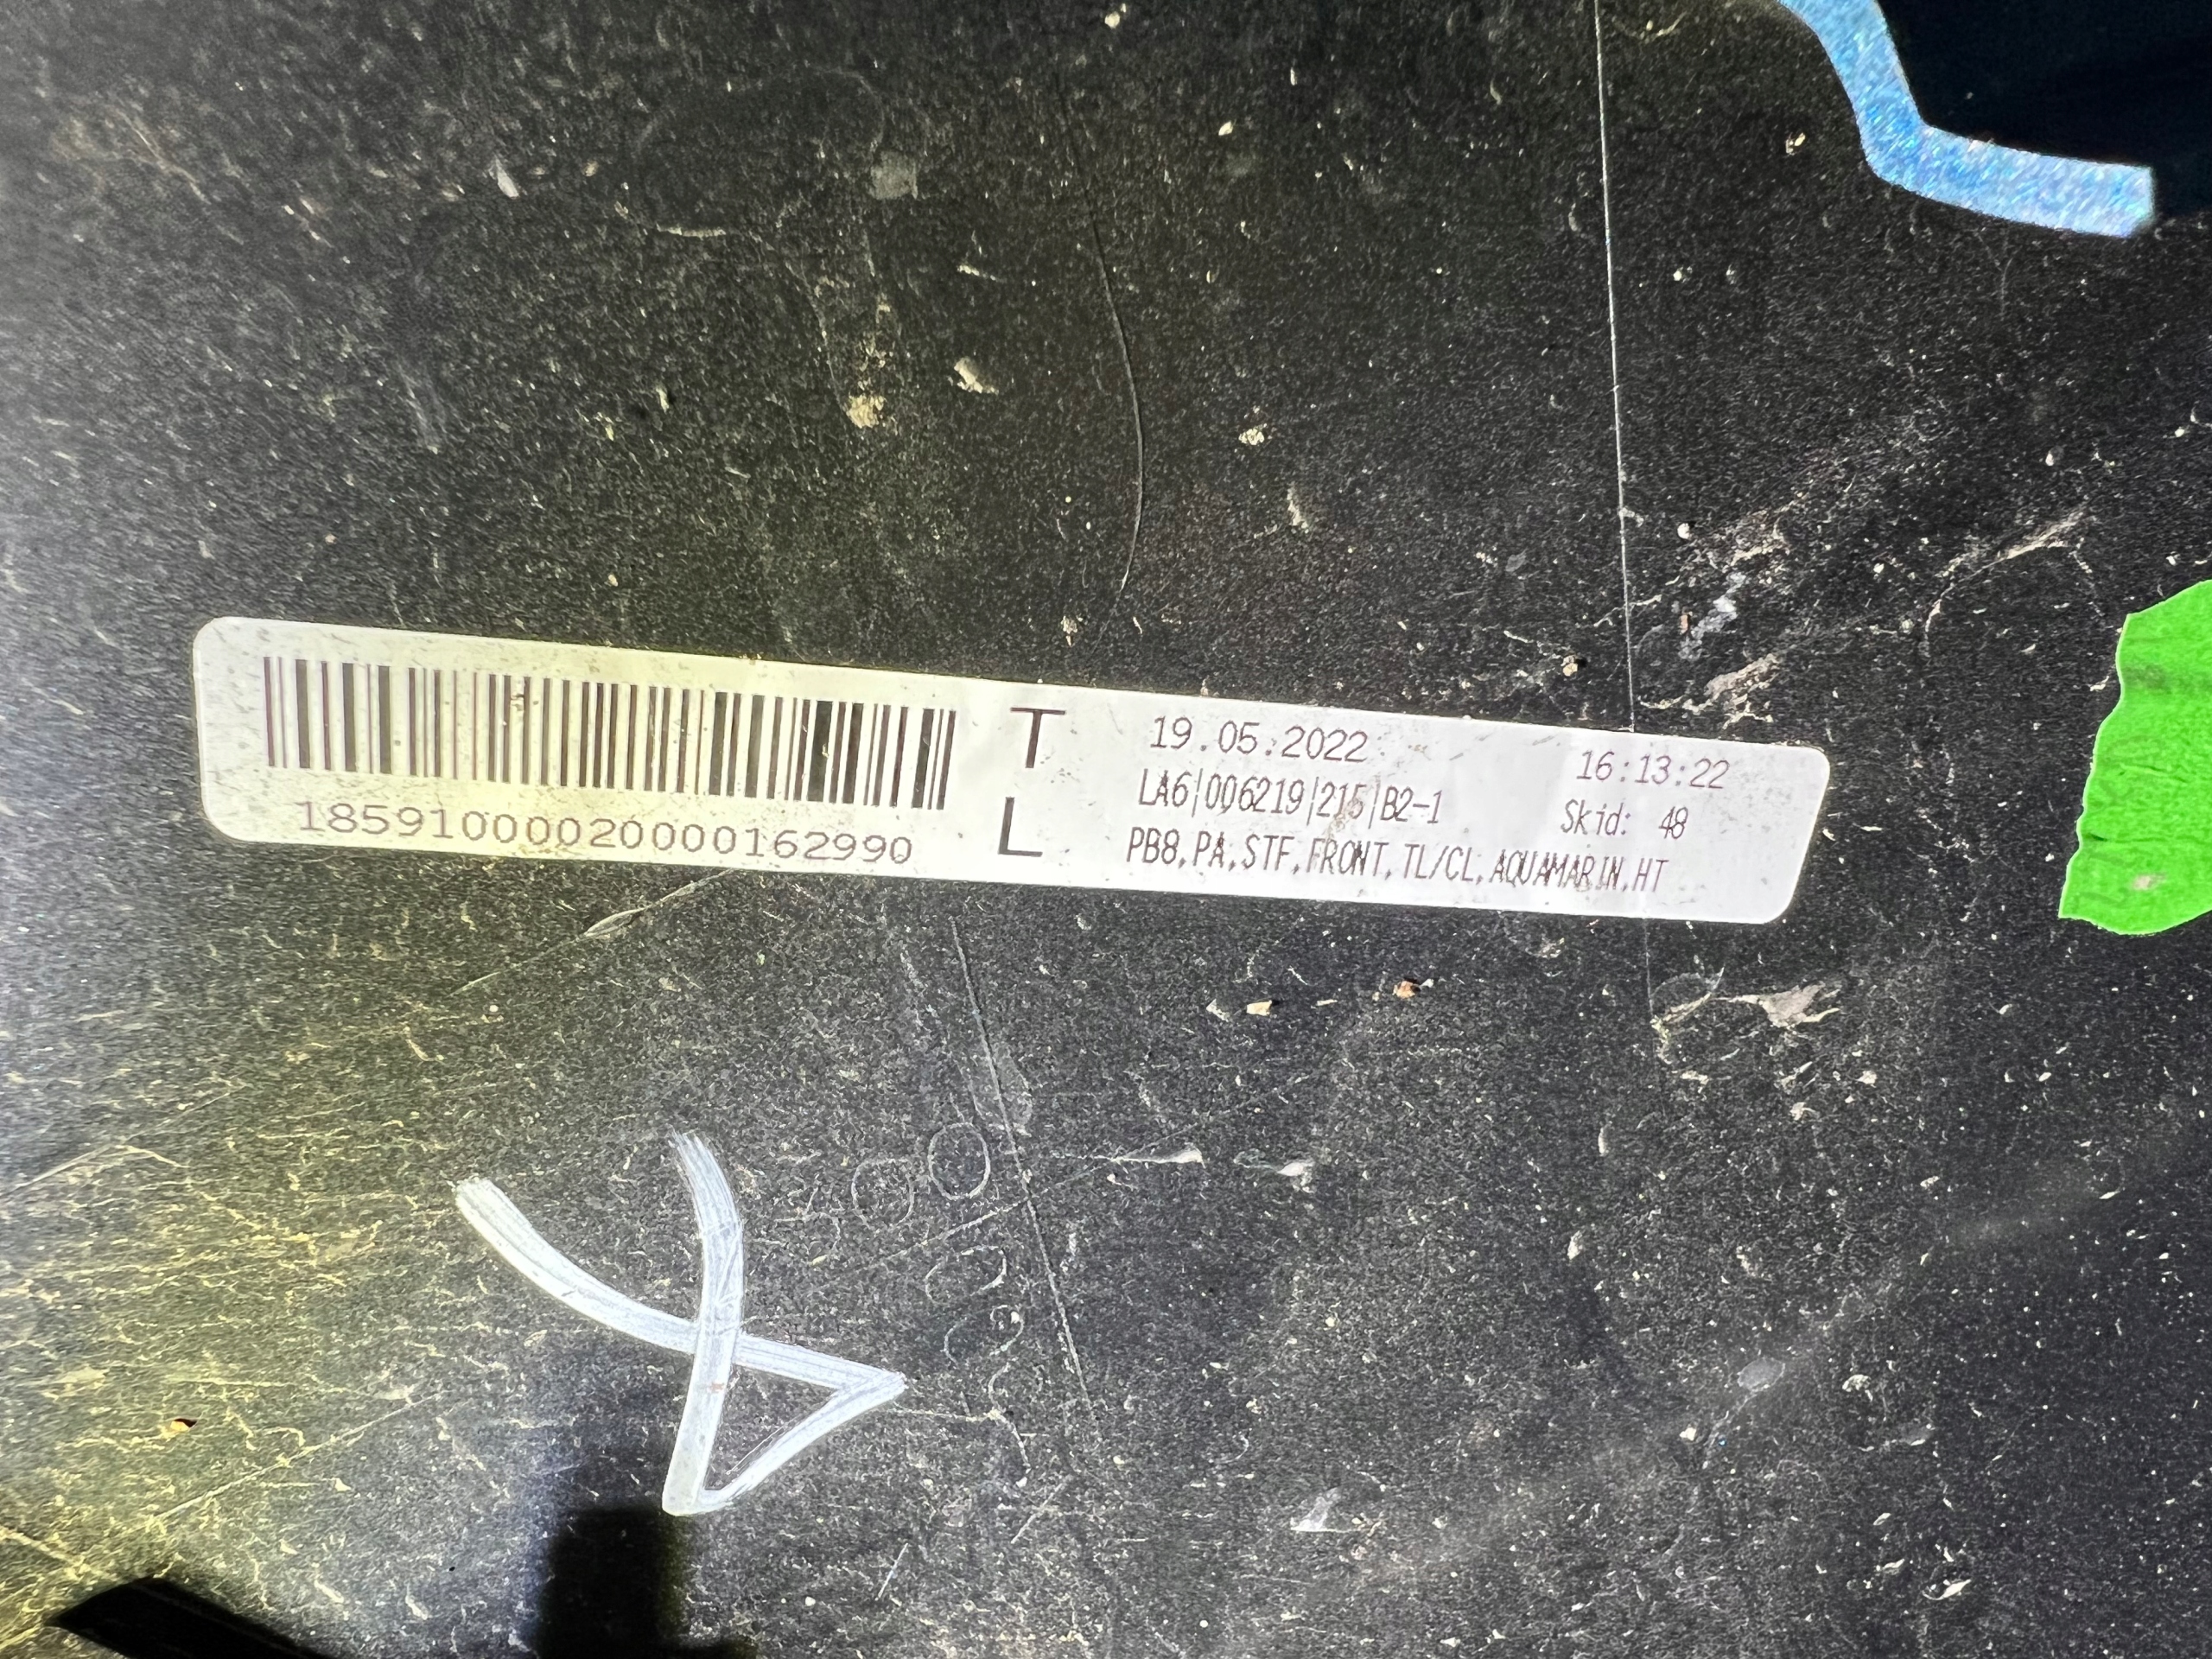 T
L
19.05.2022 16:13:22
LA6|006219|215|B2-1 Skid: 48
PB8,PA,STF,FRONT,TL/CL,AQUAMARIN,HT
18591000020000162990